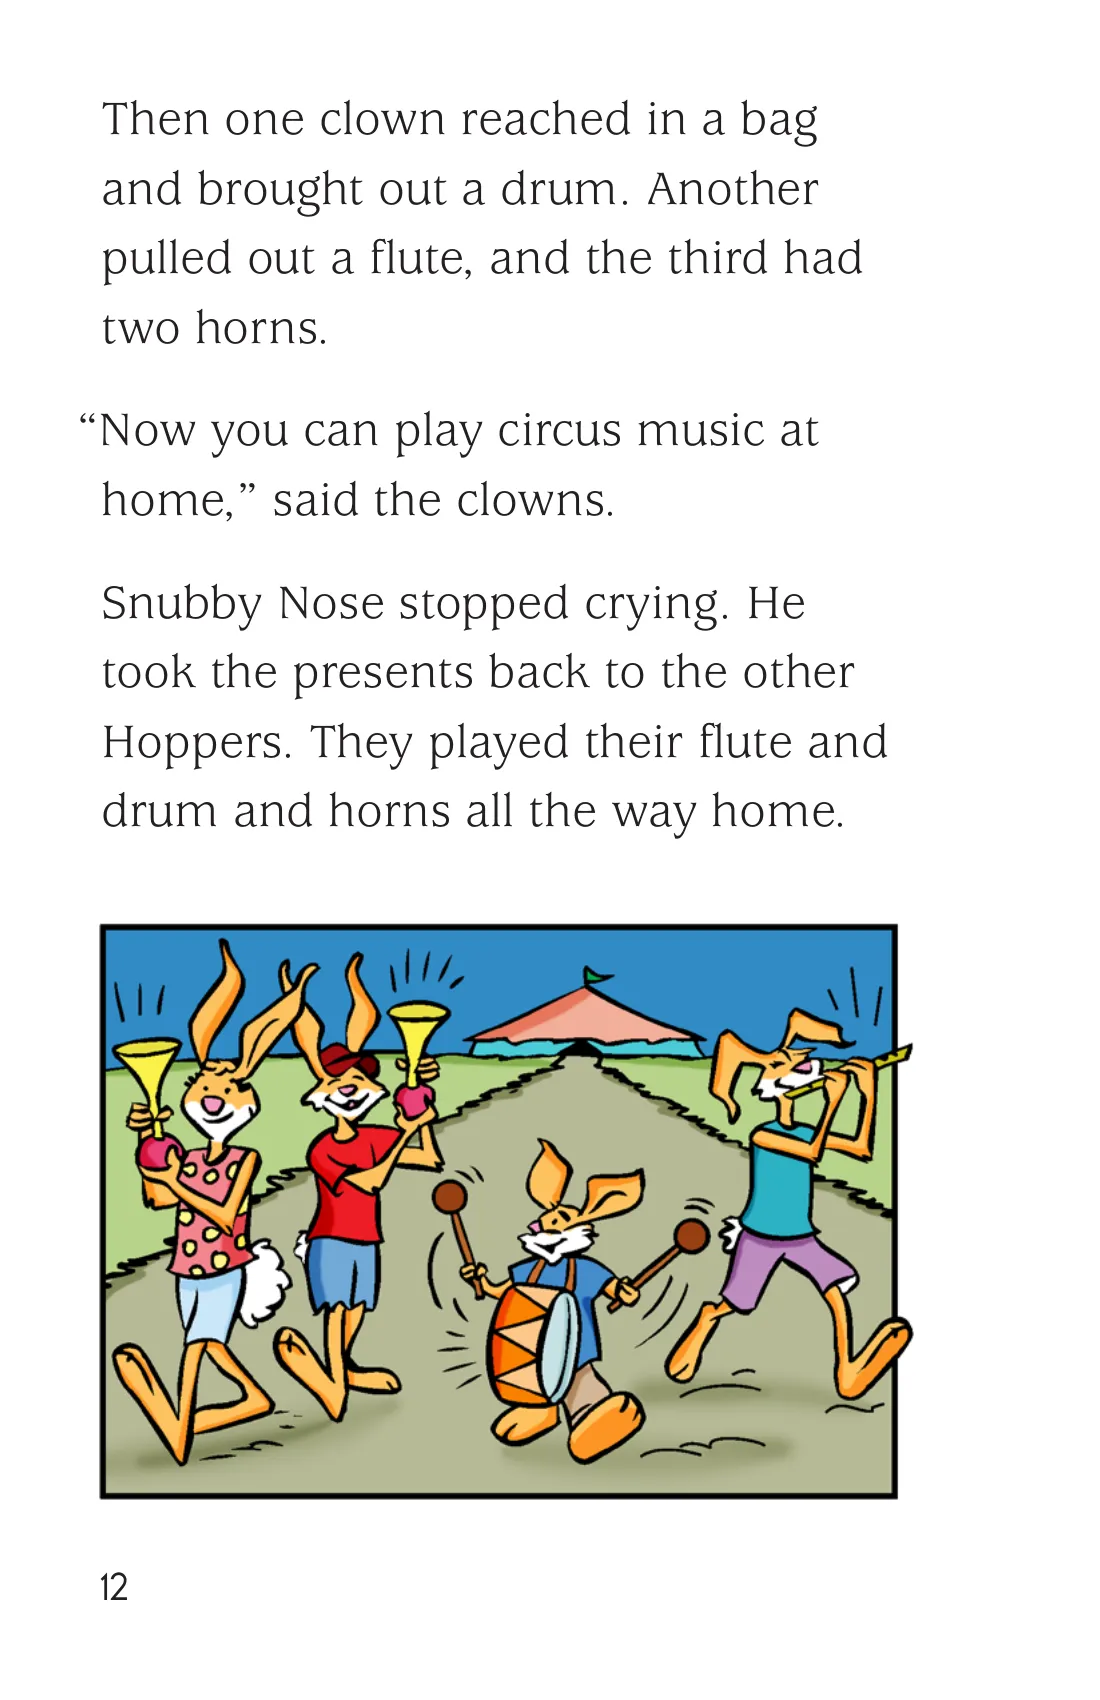 Then one clown reached in a bag
and brought out a drum. Another
pulled out a flute, and the third had
two horns.
“Now you can play circus music at
home,” said the clowns.
Snubby Nose stopped crying. He
took the presents back to the other
Hoppers. They played their flute and
drum and horns all the way home.
12